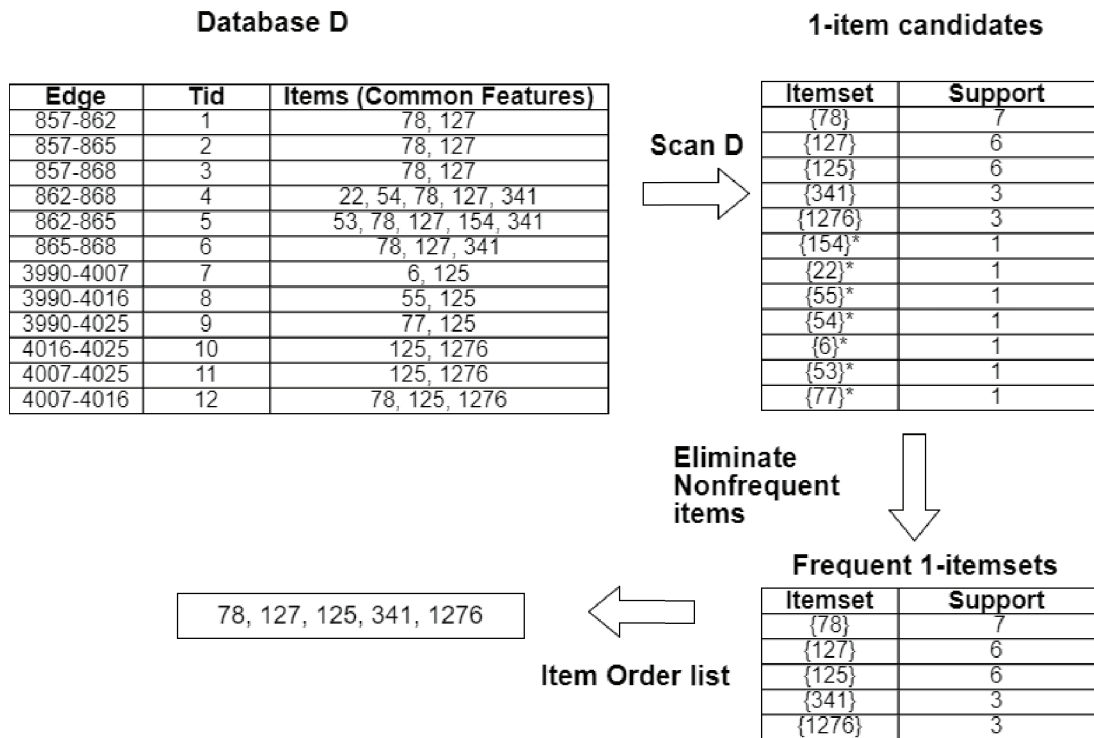 Database D
Edge Tid Items (Common Features)
857-862 1 78, 127
857-865 2 78, 127
857-868 3 78, 127
862-868 4 22, 54, 78, 127, 341
862-865 5 53, 78, 127, 154, 341
865-868 6 78, 127, 341
3990-4007 7 6, 125
3990-4016 8 55, 125
3990-4025 9 77, 125
4016-4025 10 125, 1276
4007-4025 11 125, 1276
4007-4016 12 78, 125, 1276
Scan D
1-item candidates
Itemset Support
{78} 7
{127} 6
{125} 6
{341} 3
{1276} 3
{154}* 1
{22}* 1
{55}* 1
{54}* 1
{6}* 1
{53}* 1
{77}* 1
Eliminate
Nonfrequent
items
Frequent 1-itemsets
Itemset Support
{78} 7
{127} 6
{125} 6
{341} 3
{1276} 3
Item Order list
78, 127, 125, 341, 1276